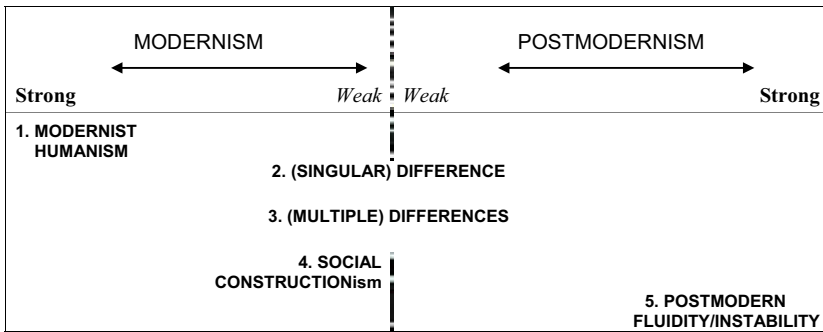 MODERNISM POSTMODERNISM
Strong Weak Weak Strong
1. MODERNIST
HUMANISM
2. (SINGULAR) DIFFERENCE
3. (MULTIPLE) DIFFERENCES
4. SOCIAL
CONSTRUCTIONism
5. POSTMODERN
FLUIDITY/INSTABILITY